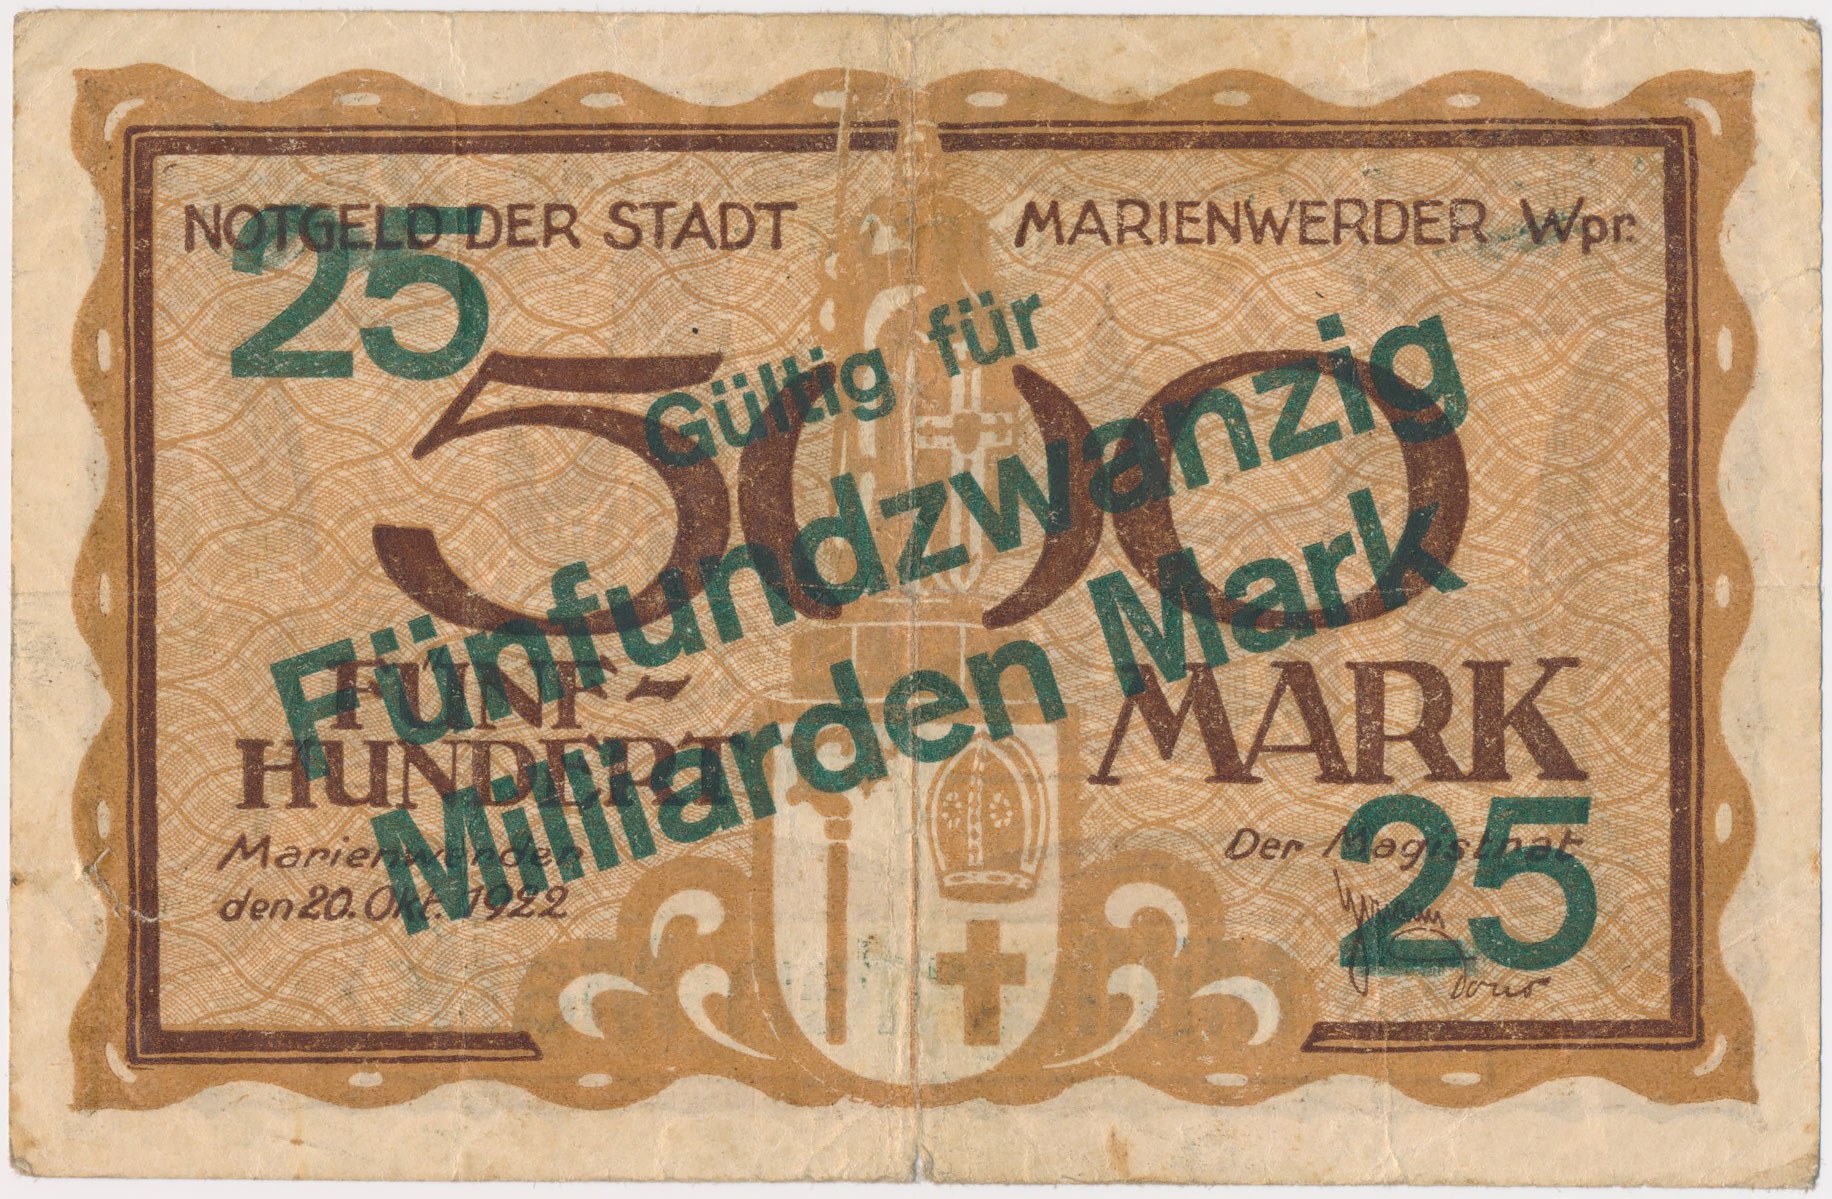 NOTGELD DER STADT MARIENWERDER Wpr.
25
500
Gültig für
Fünfundzwanzig
Milliarden Mark
FÜNF-
HUNDERT
MARK
Marienwerder
den 20. Okt. 1922
Der Magistrat
25